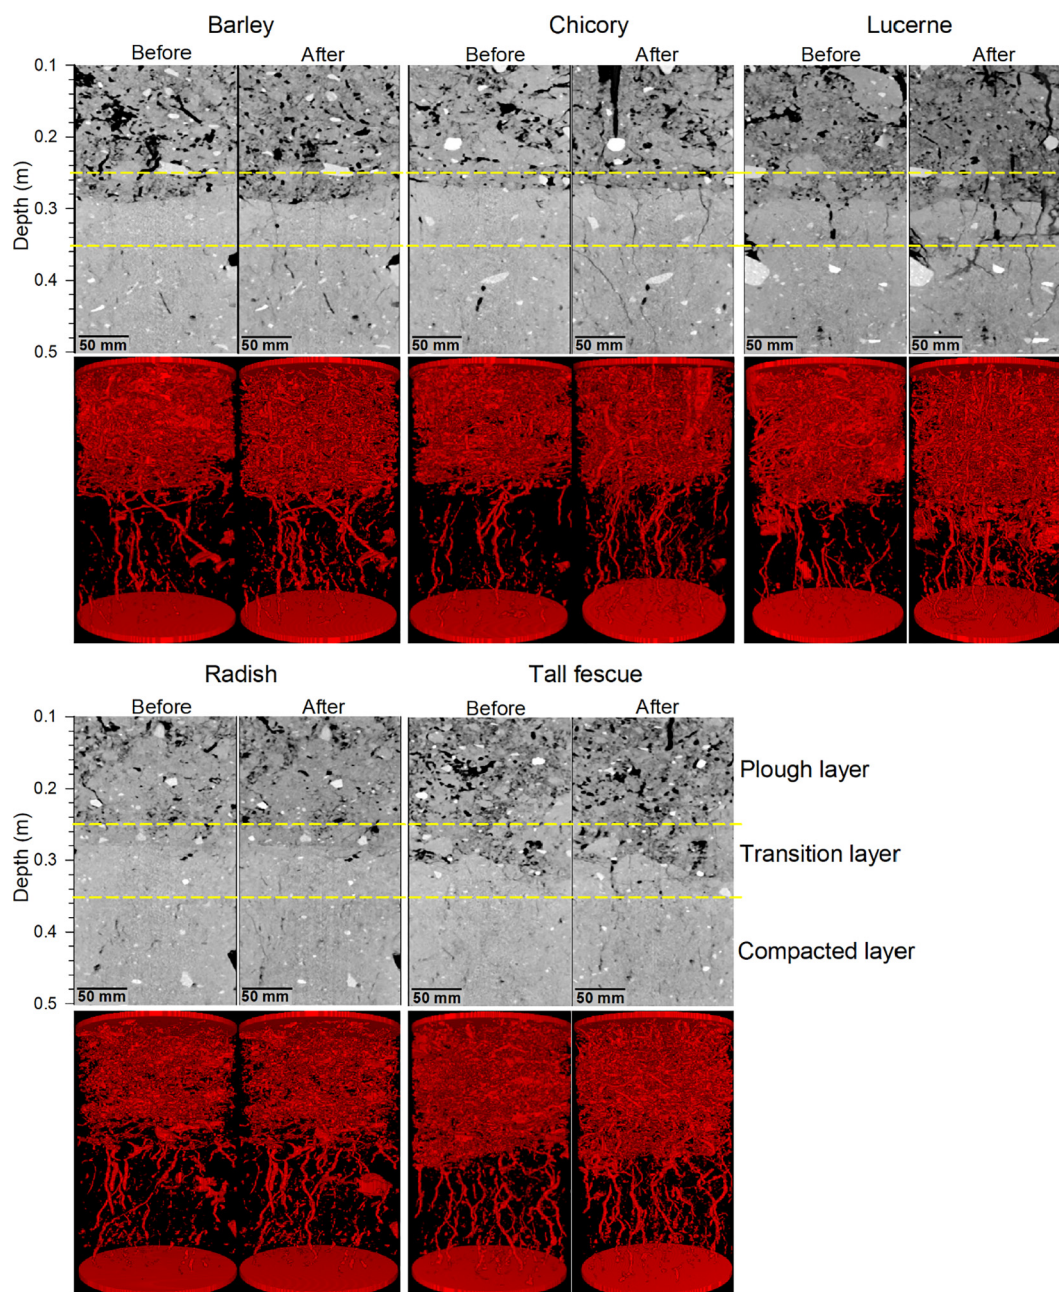 Barley Chicory Lucerne
Before After Before After Before After
0.1
0.2
0.3
0.4
0.5
Depth (m)
50 mm 50 mm 50 mm 50 mm 50 mm 50 mm
Radish Tall fescue
Before After Before After
0.1
0.2
0.3
0.4
0.5
Depth (m)
Plough layer
Transition layer
Compacted layer
50 mm 50 mm 50 mm 50 mm